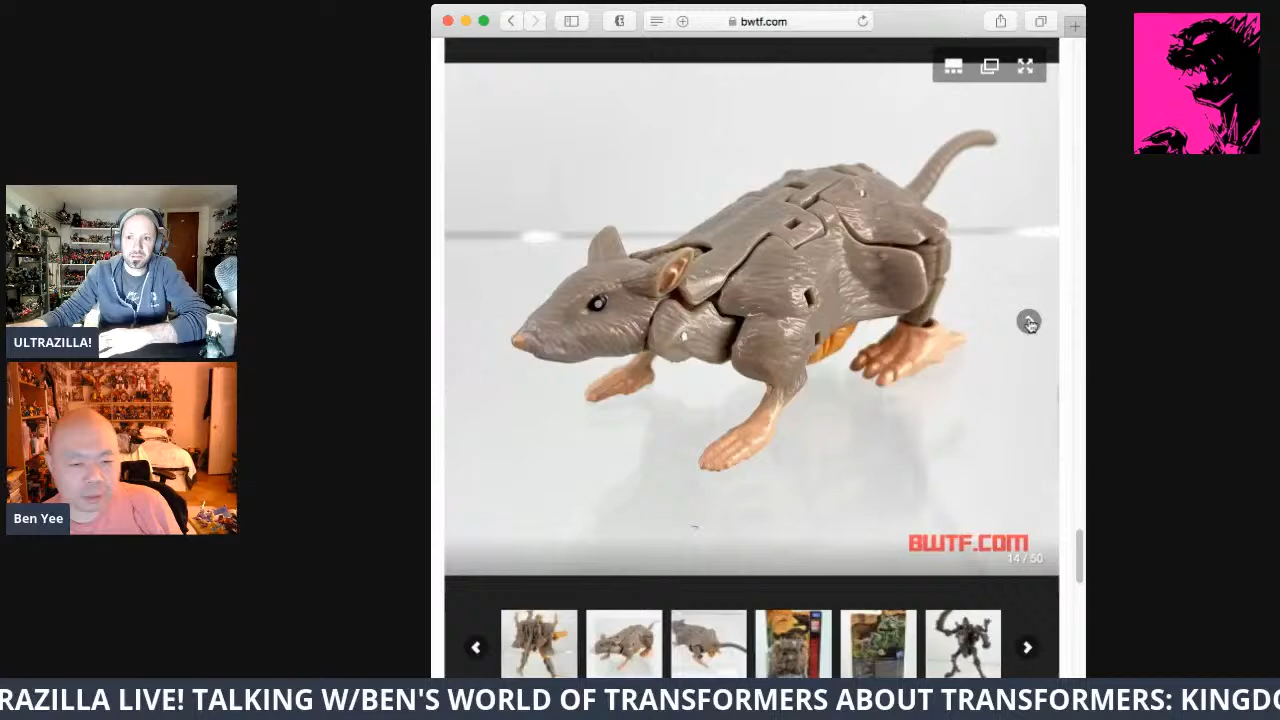 bwtf.com
ULTRAZILLA!
Ben Yee
BWTF.COM
14 / 50
RAZILLA LIVE! TALKING W/BEN'S WORLD OF TRANSFORMERS ABOUT TRANSFORMERS: KINGDO